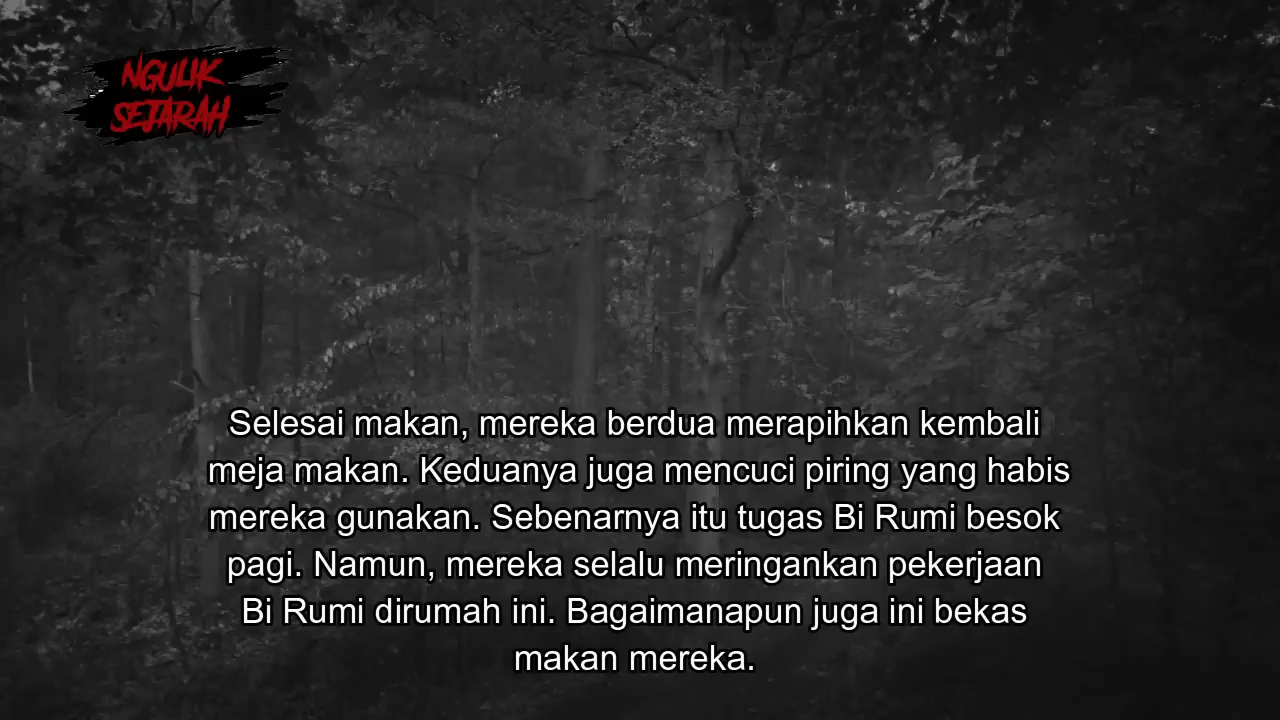 NGULIK
SEJARAH
Selesai makan, mereka berdua merapihkan kembali
meja makan. Keduanya juga mencuci piring yang habis
mereka gunakan. Sebenarnya itu tugas Bi Rumi besok
pagi. Namun, mereka selalu meringankan pekerjaan
Bi Rumi dirumah ini. Bagaimanapun juga ini bekas
makan mereka.